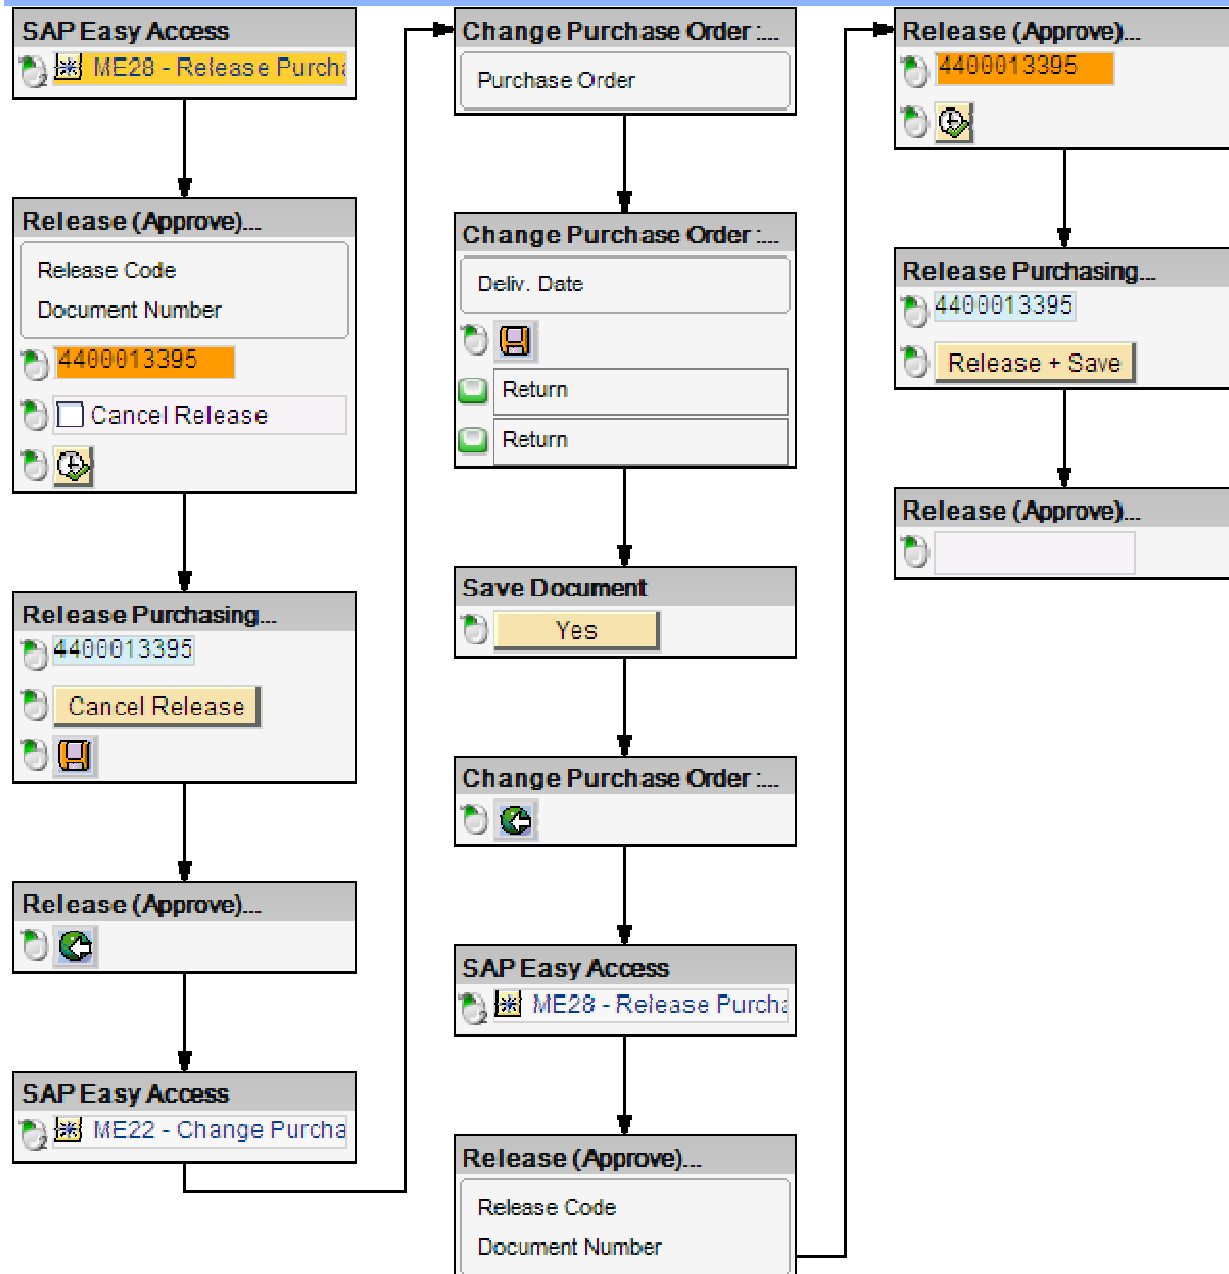 SAP Easy Access
ME28 - Release Purcha
Release (Approve)...
Release Code
Document Number
4400013395
Cancel Release
Release Purchasing...
4400013395
Cancel Release
Release (Approve)...
SAP Easy Access
ME22 - Change Purcha
Change Purchase Order :...
Purchase Order
Change Purchase Order :...
Deliv. Date
Return
Return
Save Document
Yes
Change Purchase Order :...
SAP Easy Access
ME28 - Release Purcha
Release (Approve)...
Release Code
Document Number
Release (Approve)...
4400013395
Release Purchasing...
4400013395
Release + Save
Release (Approve)...